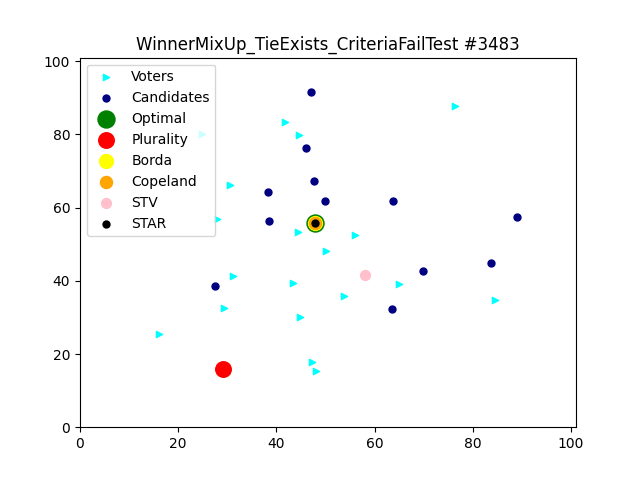 WinnerMixUp_TieExists_CriteriaFailTest #3483
Voters
Candidates
Optimal
Plurality
Borda
Copeland
STV
STAR
100
80
60
40
20
0
0 20 40 60 80 100